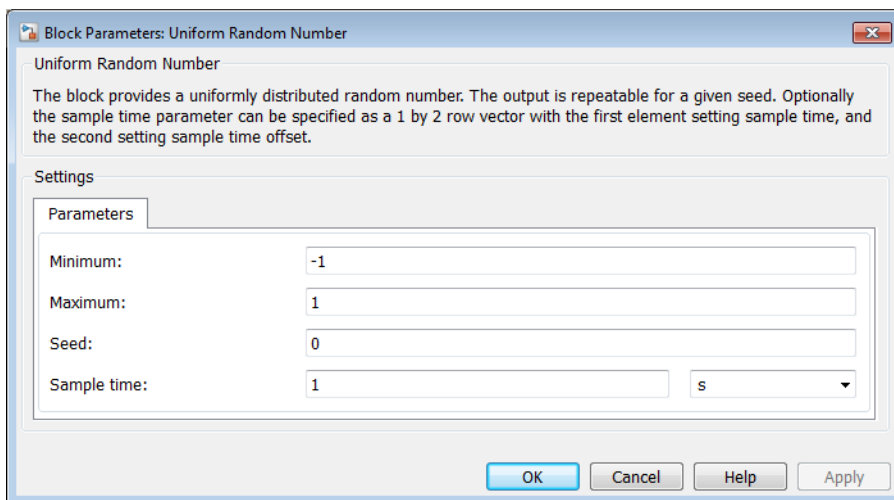 Block Parameters: Uniform Random Number
Uniform Random Number
The block provides a uniformly distributed random number. The output is repeatable for a given seed. Optionally
the sample time parameter can be specified as a 1 by 2 row vector with the first element setting sample time, and
the second setting sample time offset.
Settings
Parameters
Minimum: -1
Maximum: 1
Seed: 0
Sample time: 1 s
OK Cancel Help Apply